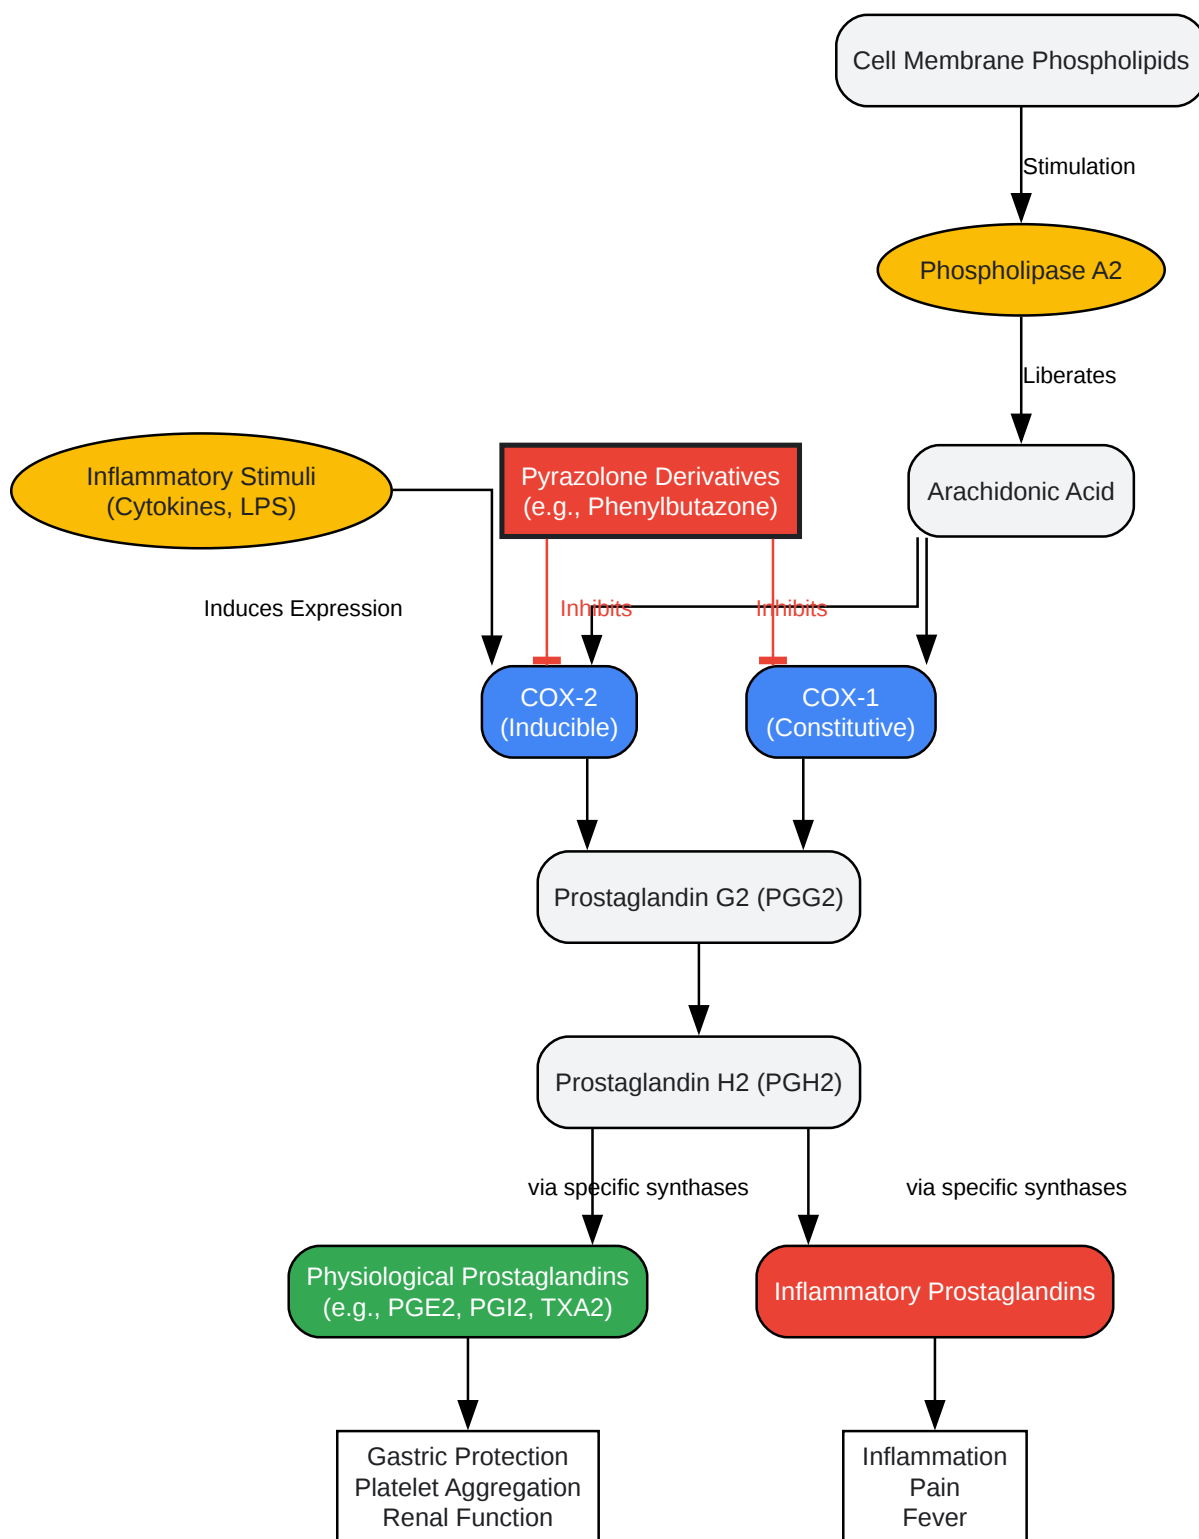 Cell Membrane Phospholipids
Stimulation
Phospholipase A2
Liberates
Inflammatory Stimuli
(Cytokines, LPS)
Pyrazolone Derivatives
(e.g., Phenylbutazone)
Arachidonic Acid
Induces Expression
Inhibits
Inhibits
COX-2
(Inducible)
COX-1
(Constitutive)
Prostaglandin G2 (PGG2)
Prostaglandin H2 (PGH2)
via specific synthases
via specific synthases
Physiological Prostaglandins
(e.g., PGE2, PGI2, TXA2)
Inflammatory Prostaglandins
Gastric Protection
Platelet Aggregation
Renal Function
Inflammation
Pain
Fever